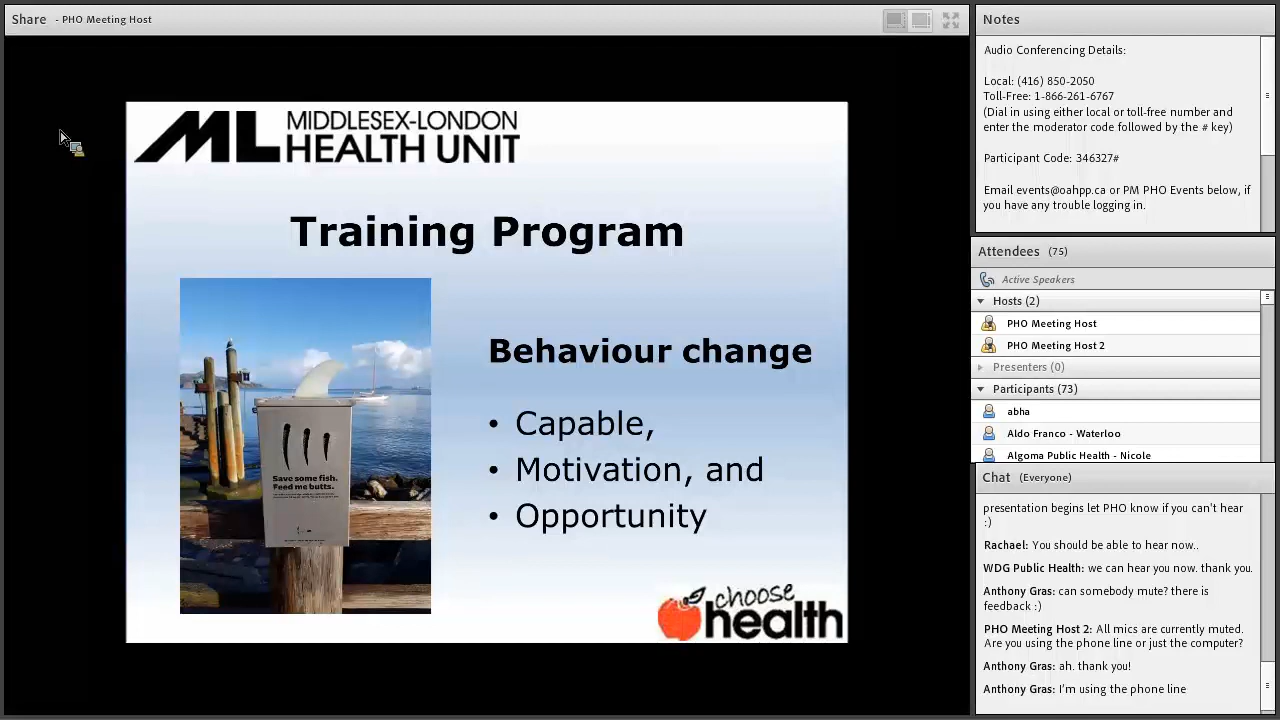 Share - PHO Meeting Host
MIDDLESEX-LONDON
ML HEALTH UNIT
Training Program
Save some fish.
Feed me butts.
Behaviour change
• Capable,
• Motivation, and
• Opportunity
choose
health
Notes
Audio Conferencing Details:
Local: (416) 850-2050
Toll-Free: 1-866-261-6767
(Dial in using either local or toll-free number and
enter the moderator code followed by the # key)
Participant Code: 346327#
Email events@oahpp.ca or PM PHO Events below, if
you have any trouble logging in.
Attendees (75)
Active Speakers
Hosts (2)
PHO Meeting Host
PHO Meeting Host 2
Presenters (0)
Participants (73)
abha
Aldo Franco - Waterloo
Algoma Public Health - Nicole
Chat (Everyone)
presentation begins let PHO know if you can't hear
:)
Rachael: You should be able to hear now..
WDG Public Health: we can hear you now. thank you.
Anthony Gras: can somebody mute? there is
feedback :)
PHO Meeting Host 2: All mics are currently muted.
Are you using the phone line or just the computer?
Anthony Gras: ah. thank you!
Anthony Gras: I'm using the phone line